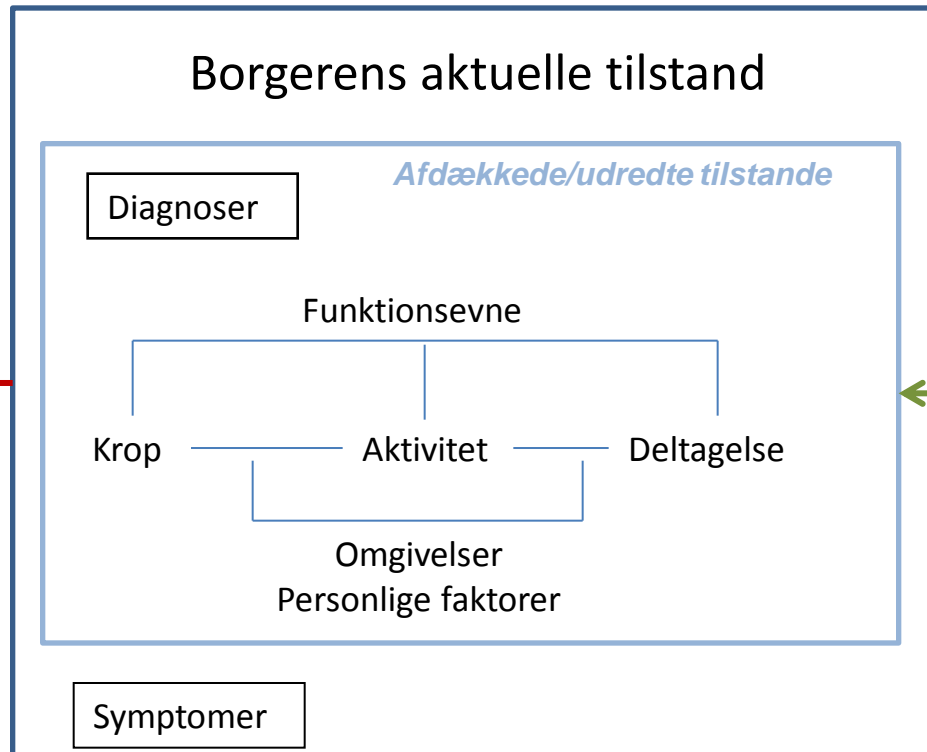 Borgerens aktuelle tilstand
Afdækkede/udredte tilstande
Diagnoser
Funktionsevne
Krop Aktivitet Deltagelse
Omgivelser
Personlige faktorer
Symptomer